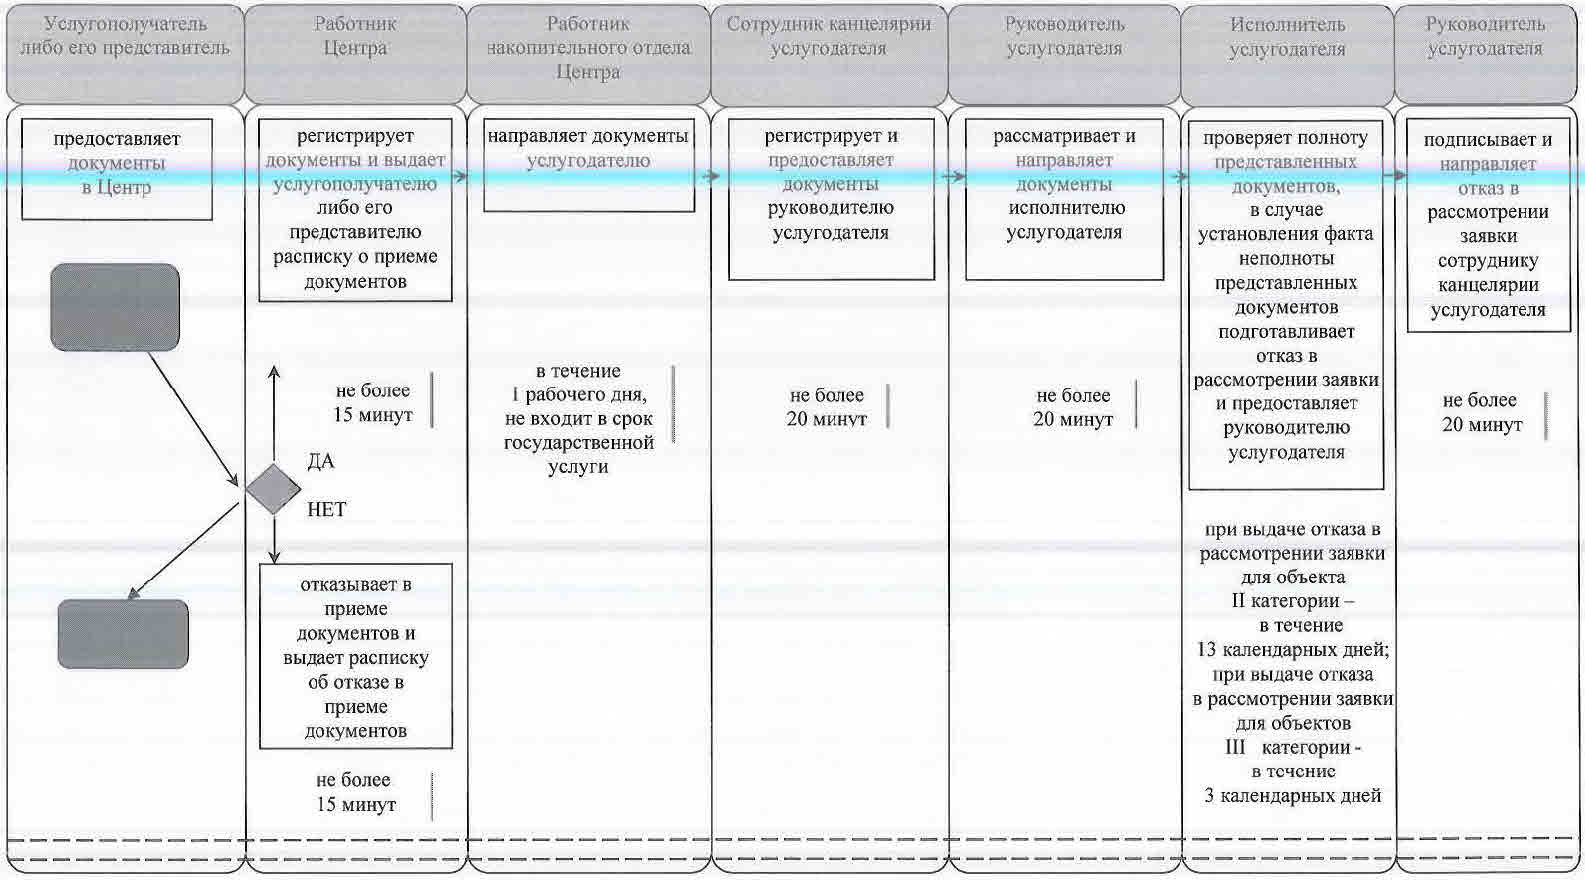 Услугополучатель
либо его представитель
Работник
Центра
Работник
накопительного отдела
Центра
Сотрудник канцелярии
услугодателя
Руководитель
услугодателя
Исполнитель
услугодателя
Руководитель
услугодателя
предоставляет
документы
в Центр
регистрирует
документы и выдает
услугополучателю
либо его
представителю
расписку о приеме
документов
направляет документы
услугодателю
регистрирует и
предоставляет
документы
руководителю
услугодателя
рассматривает и
направляет
документы
исполнителю
услугодателя
проверяет полноту
представленных
документов,
в случае
установления факта
неполноты
представленных
документов
подготавливает
отказ в
рассмотрении заявки
и предоставляет
руководителю
услугодателя
подписывает и
направляет
отказ в
рассмотрении
заявки
сотруднику
канцелярии
услугодателя
не более
15 минут
в течение
1 рабочего дня,
не входит в срок
государственной
услуги
не более
20 минут
не более
20 минут
не более
20 минут
ДА
НЕТ
отказывает в
приеме
документов и
выдает расписку
об отказе в
приеме
документов
не более
15 минут
при выдаче отказа в
рассмотрении заявки
для объекта
II категории –
в течение
13 календарных дней;
при выдаче отказа
в рассмотрении заявки
для объектов
III категории -
в течение
3 календарных дней